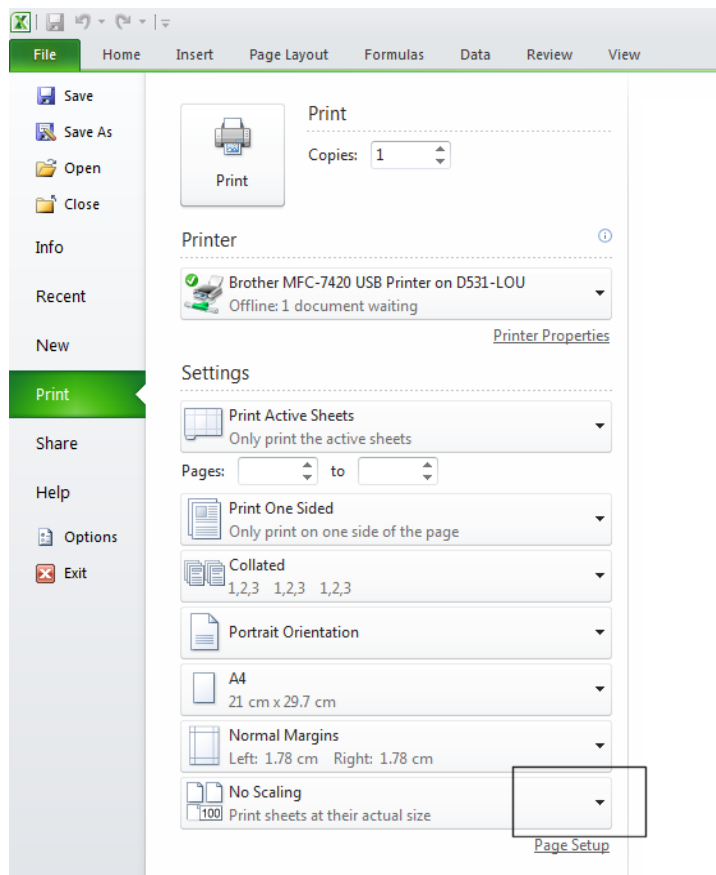 File Home Insert Page Layout Formulas Data Review View
Save
Save As
Open
Close
Info
Recent
New
Print
Share
Help
Options
Exit
Print
Print
Copies: 1
Printer
Brother MFC-7420 USB Printer on D531-LOU
Offline: 1 document waiting
Printer Properties
Settings
Print Active Sheets
Only print the active sheets
Pages: to
Print One Sided
Only print on one side of the page
Collated
1,2,3 1,2,3 1,2,3
Portrait Orientation
A4
21 cm x 29.7 cm
Normal Margins
Left: 1.78 cm Right: 1.78 cm
No Scaling
100 Print sheets at their actual size
Page Setup